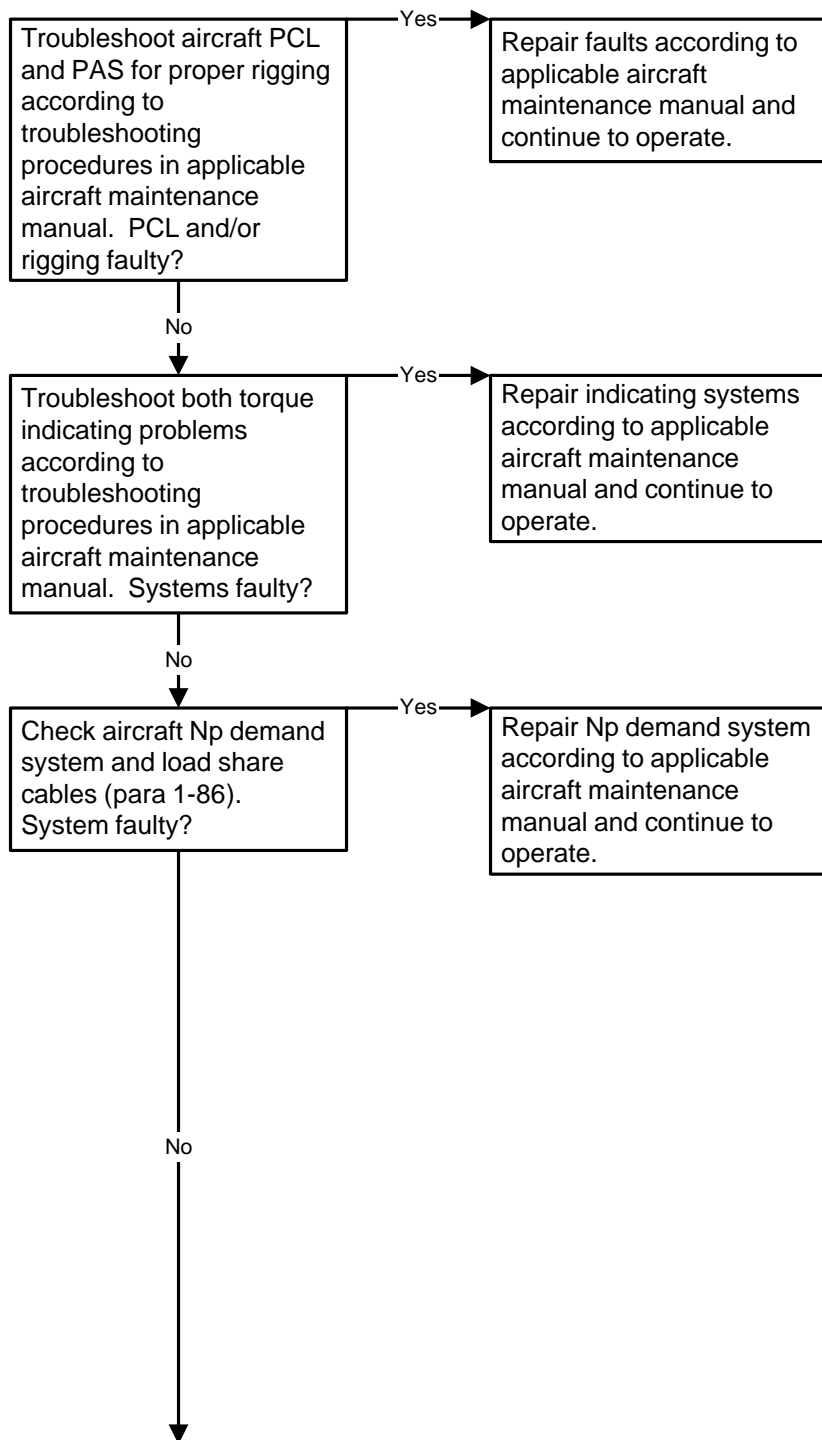 Troubleshoot aircraft PCL
and PAS for proper rigging
according to
troubleshooting
procedures in applicable
aircraft maintenance
manual.  PCL and/or
rigging faulty?
Yes
Repair faults according to
applicable aircraft
maintenance manual and
continue to operate.
No
Troubleshoot both torque
indicating problems
according to
troubleshooting
procedures in applicable
aircraft maintenance
manual.  Systems faulty?
Yes
Repair indicating systems
according to applicable
aircraft maintenance
manual and continue to
operate.
No
Check aircraft Np demand
system and load share
cables (para 1-86).
System faulty?
Yes
Repair Np demand system
according to applicable
aircraft maintenance
manual and continue to
operate.
No